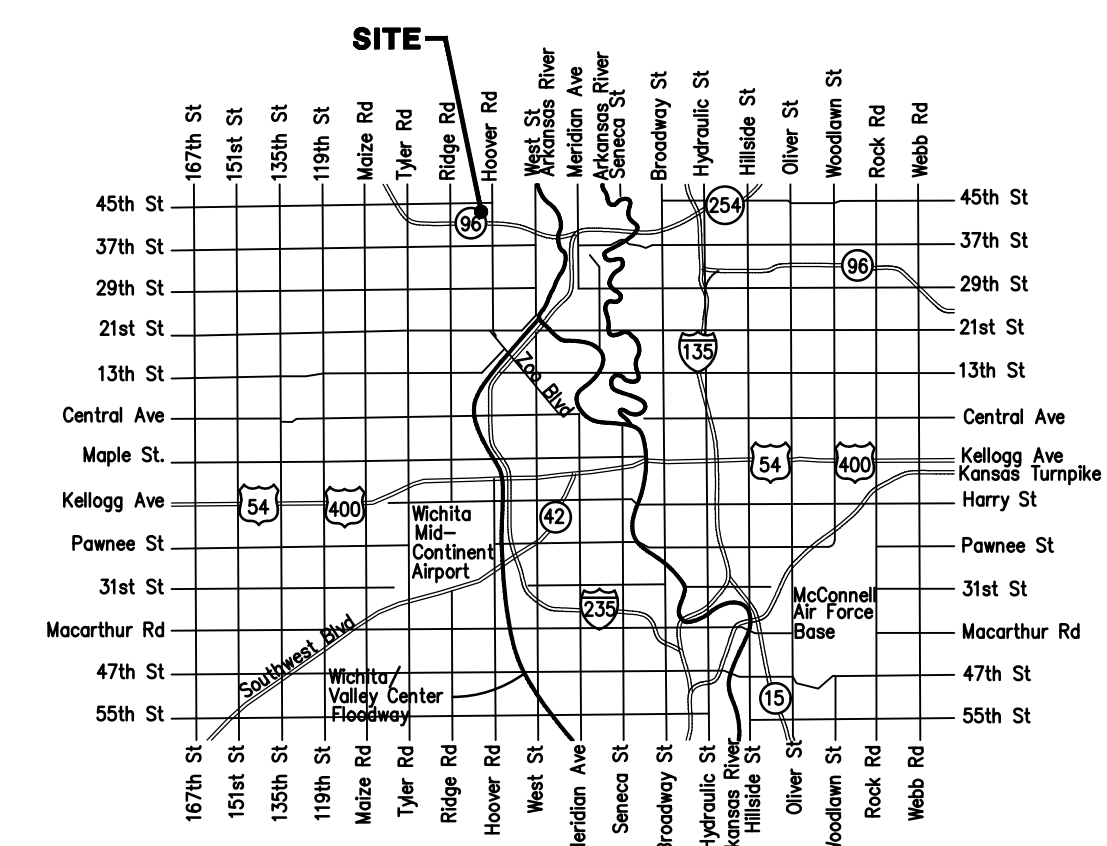 SITE
167th St
151st St
135th St
119th St
Maize Rd
Tyler Rd
Ridge Rd
Hoover Rd
West St
Arkansas River
Meridian Ave
Arkansas River
Seneca St
Broadway St
Hydraulic St
Hillside St
Oliver St
Woodlawn St
Rock Rd
Webb Rd
45th St
96
254
45th St
37th St
37th St
96
29th St
29th St
21st St
21st St
135
13th St
Zoo Blvd
13th St
Central Ave
Central Ave
Maple St.
54
400
Kellogg Ave
Kansas Turnpike
Kellogg Ave
54
400
Harry St
Wichita
Mid-
Continent
Airport
42
Pawnee St
Pawnee St
31st St
31st St
235
McConnell
Air Force
Base
Macarthur Rd
Macarthur Rd
Southwest Blvd
47th St
47th St
Wichita/
Valley Center
Floodway
15
55th St
55th St
167th St
151st St
135th St
119th St
Maize Rd
Tyler Rd
Ridge Rd
Hoover Rd
West St
eridian Ave
Seneca St
Broadway St
Hydraulic St
kansas River
Hillside St
Oliver St
Woodlawn St
Rock Rd
Webb Rd